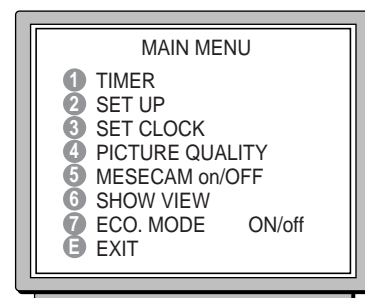 MAIN MENU
1 TIMER
2 SET UP
3 SET CLOCK
4 PICTURE QUALITY
5 MESECAM on/OFF
6 SHOW VIEW
7 ECO. MODE ON/off
E EXIT